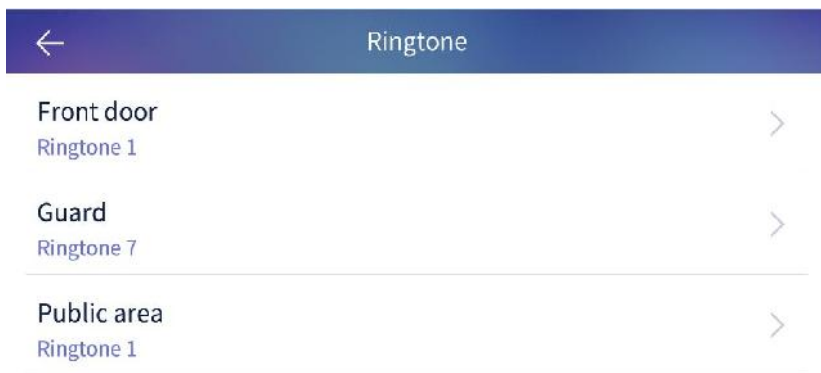 Ringtone
Front door
Ringtone 1
Guard
Ringtone 7
Public area
Ringtone 1